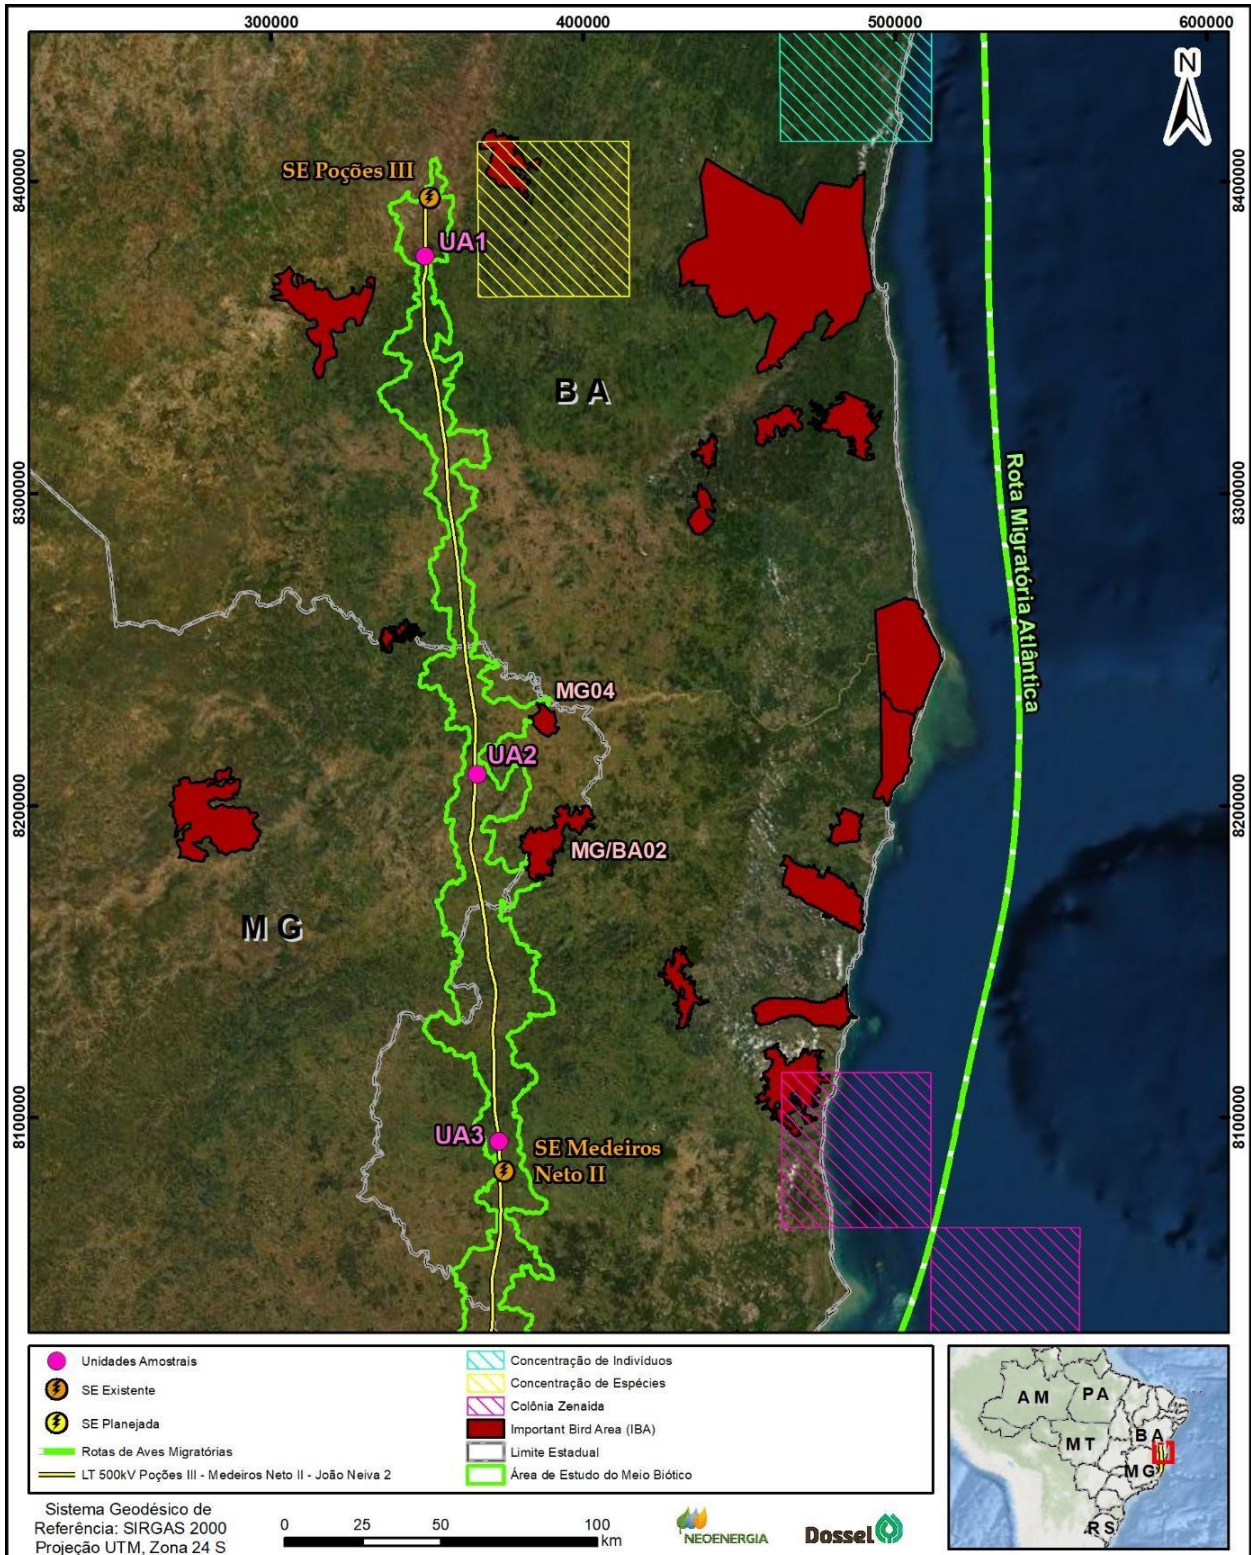 300000
400000
500000
600000
8400000
8300000
8200000
8100000
N
SE Poções III
UA1
B A
Rota Migratória Atlântica
MG04
UA2
MG/BA02
M G
UA3
SE Medeiros
Neto II
8400000
8300000
8200000
8100000
Unidades Amostrais
SE Existente
SE Planejada
Rotas de Aves Migratórias
LT 500kV Poções III - Medeiros Neto II - João Neiva 2
Concentração de Indivíduos
Concentração de Espécies
Colônia Zenaida
Important Bird Area (IBA)
Limite Estadual
Área de Estudo do Meio Biótico
AM
PA
BA
MT
MG
RS
Sistema Geodésico de
Referência: SIRGAS 2000
Projeção UTM, Zona 24 S
0 25 50 100
km
NEOENERGIA
Dossel